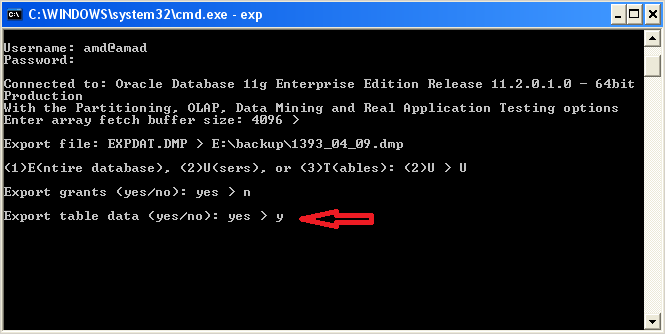 C:\WINDOWS\system32\cmd.exe - exp
Username: amd@amad
Password:
Connected to: Oracle Database 11g Enterprise Edition Release 11.2.0.1.0 - 64bit
Production
With the Partitioning, OLAP, Data Mining and Real Application Testing options
Enter array fetch buffer size: 4096 >
Export file: EXPDAT.DMP > E:\backup\1393_04_09.dmp
(1)E(ntire database), (2)U(sers), or (3)T(ables): (2)U > U
Export grants (yes/no): yes > n
Export table data (yes/no): yes > y